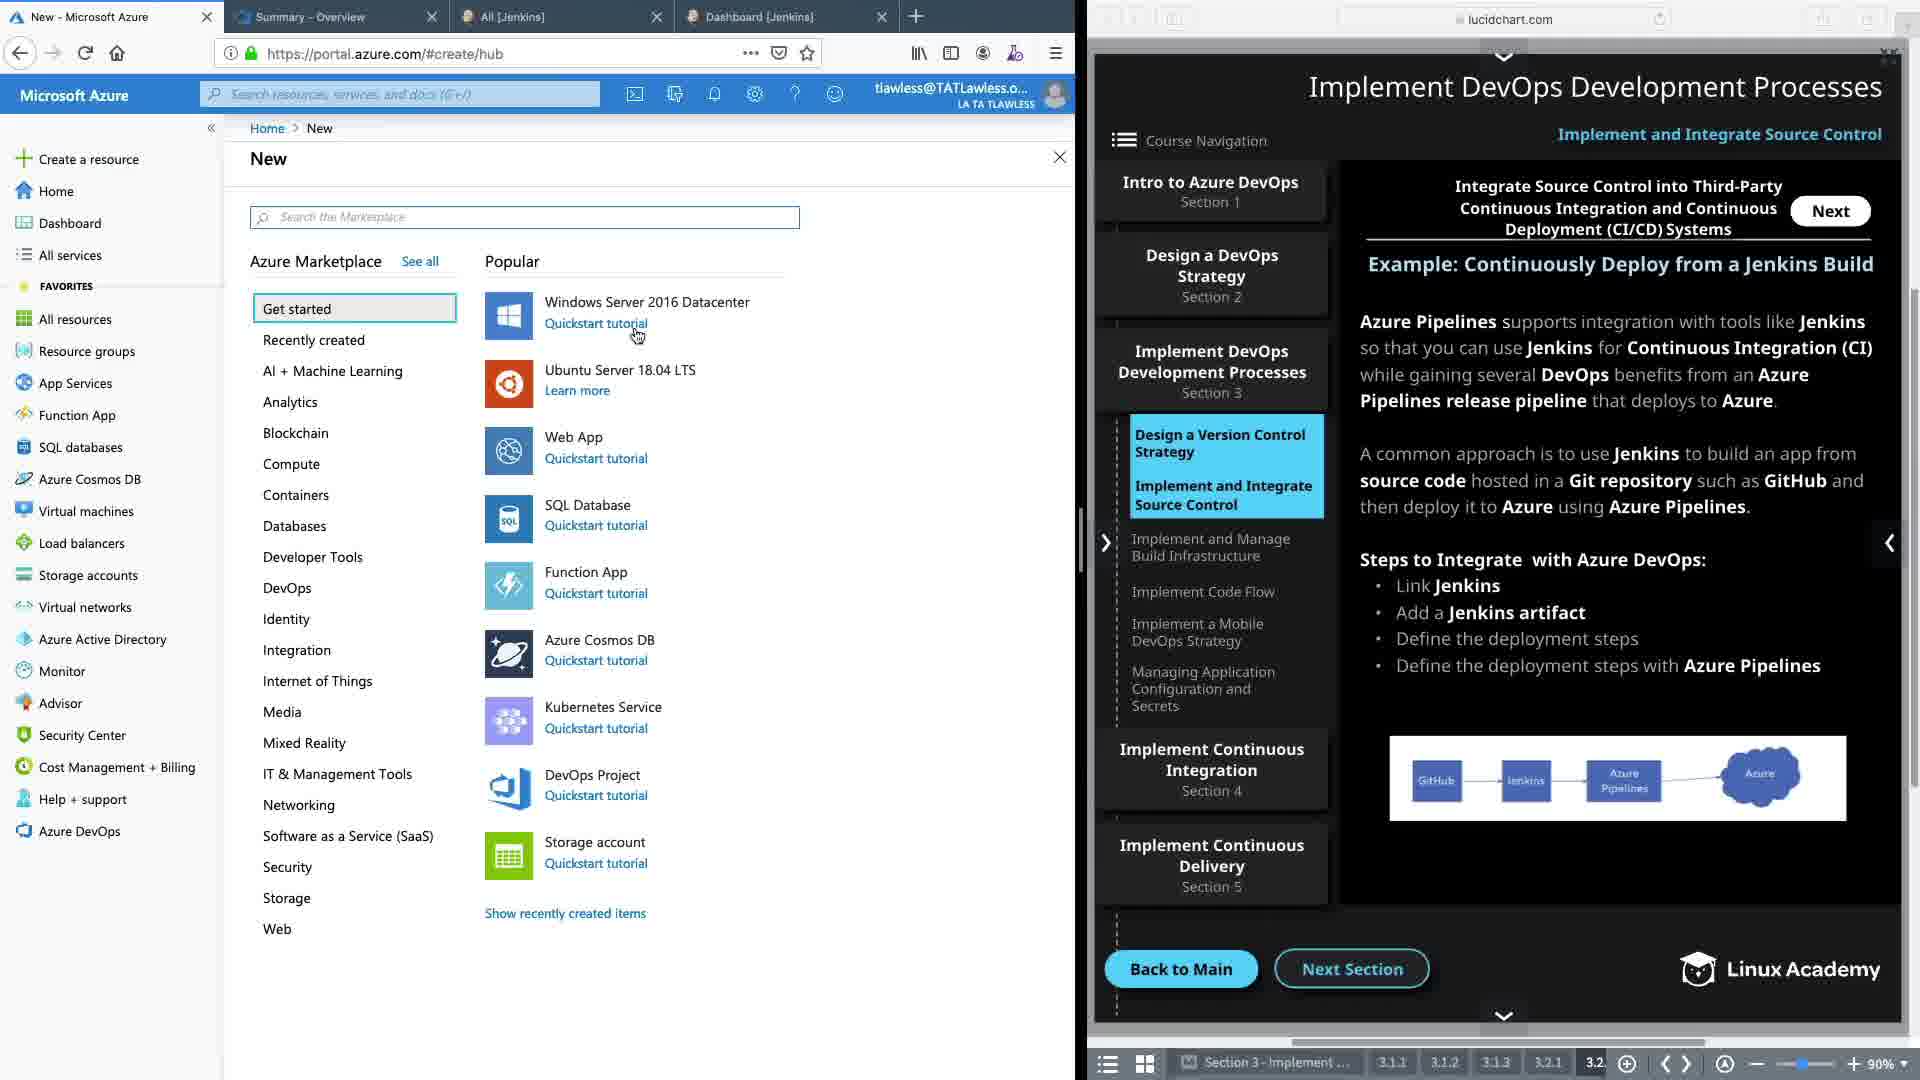 New - Microsoft Azure
Summary - Overview
All [Jenkins]
Dashboard [Jenkins]
https://portal.azure.com/#create/hub
Microsoft Azure
Search resources, services, and docs (G+/)
tlawless@TATLawless.o...
LA TA TLAWLESS
Create a resource
Home
Dashboard
All services
FAVORITES
All resources
Resource groups
App Services
Function App
SQL databases
Azure Cosmos DB
Virtual machines
Load balancers
Storage accounts
Virtual networks
Azure Active Directory
Monitor
Advisor
Security Center
Cost Management + Billing
Help + support
Azure DevOps
Home > New
New
Search the Marketplace
Azure Marketplace
See all
Get started
Recently created
AI + Machine Learning
Analytics
Blockchain
Compute
Containers
Databases
Developer Tools
DevOps
Identity
Integration
Internet of Things
Media
Mixed Reality
IT & Management Tools
Networking
Software as a Service (SaaS)
Security
Storage
Web
Popular
Windows Server 2016 Datacenter
Quickstart tutorial
Ubuntu Server 18.04 LTS
Learn more
Web App
Quickstart tutorial
SQL
SQL Database
Quickstart tutorial
Function App
Quickstart tutorial
Azure Cosmos DB
Quickstart tutorial
Kubernetes Service
Quickstart tutorial
DevOps Project
Quickstart tutorial
Storage account
Quickstart tutorial
Show recently created items
lucidchart.com
Implement DevOps Development Processes
Course Navigation
Implement and Integrate Source Control
Intro to Azure DevOps
Section 1
Design a DevOps
Strategy
Section 2
Implement DevOps
Development Processes
Section 3
Design a Version Control
Strategy
Implement and Integrate
Source Control
Implement and Manage
Build Infrastructure
Implement Code Flow
Implement a Mobile
DevOps Strategy
Managing Application
Configuration and
Secrets
Implement Continuous
Integration
Section 4
Implement Continuous
Delivery
Section 5
Integrate Source Control into Third-Party
Continuous Integration and Continuous
Deployment (CI/CD) Systems
Next
Example: Continuously Deploy from a Jenkins Build
Azure Pipelines supports integration with tools like Jenkins
so that you can use Jenkins for Continuous Integration (CI)
while gaining several DevOps benefits from an Azure
Pipelines release pipeline that deploys to Azure.
A common approach is to use Jenkins to build an app from
source code hosted in a Git repository such as GitHub and
then deploy it to Azure using Azure Pipelines.
Steps to Integrate with Azure DevOps:
• Link Jenkins
• Add a Jenkins artifact
• Define the deployment steps
• Define the deployment steps with Azure Pipelines
GitHub
Jenkins
Azure
Pipelines
Azure
Back to Main
Next Section
Linux Academy
Section 3 - Implement ...
3.1.1
3.1.2
3.1.3
3.2.1
3.2.
90%